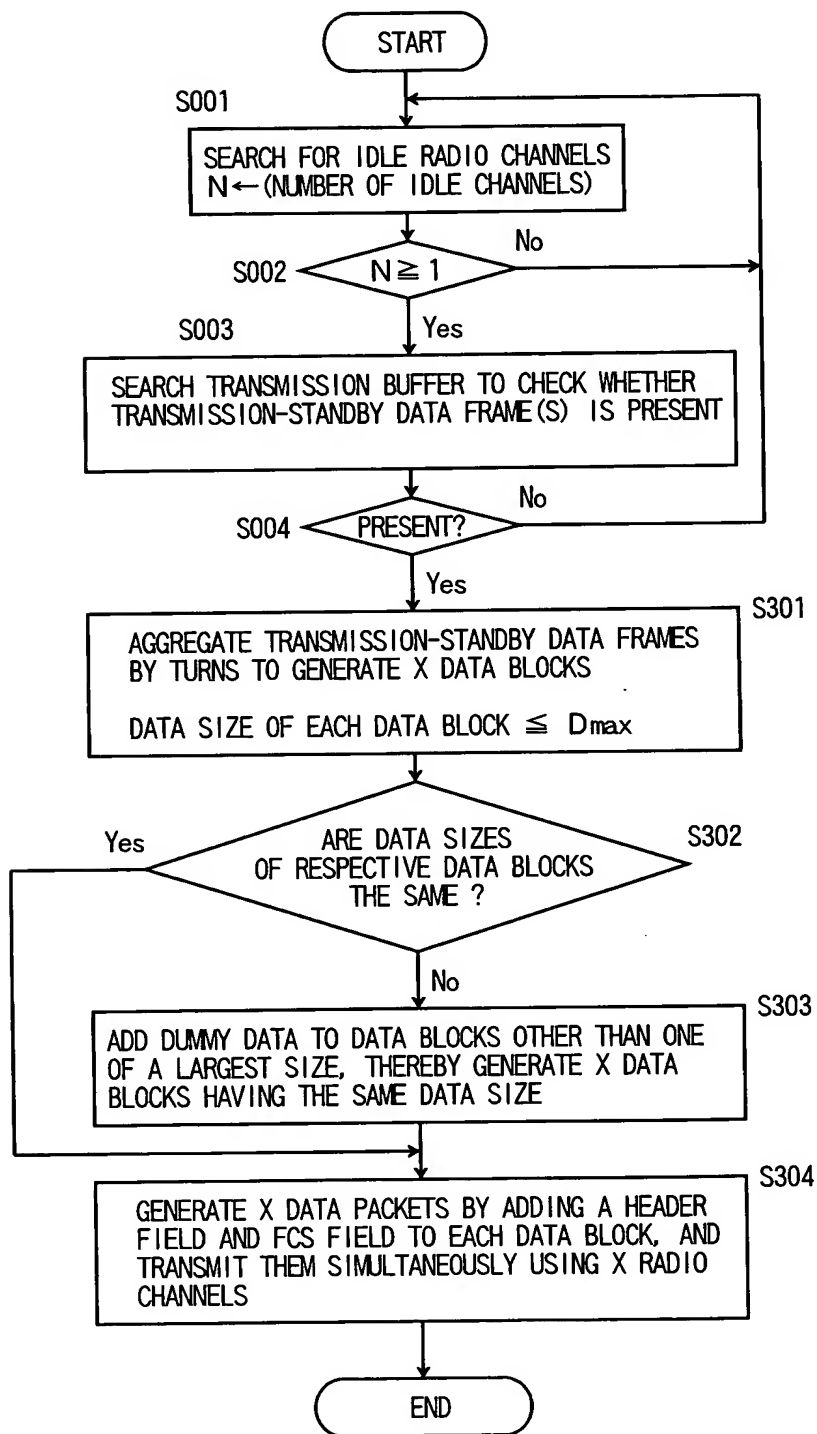 START
S001
SEARCH FOR IDLE RADIO CHANNELS
N←(NUMBER OF IDLE CHANNELS)
No
S002
N≧1
S003
Yes
SEARCH TRANSMISSION BUFFER TO CHECK WHETHER
TRANSMISSION-STANDBY DATA FRAME(S) IS PRESENT
No
S004
PRESENT?
Yes
S301
AGGREGATE TRANSMISSION-STANDBY DATA FRAMES
BY TURNS TO GENERATE X DATA BLOCKS
DATA SIZE OF EACH DATA BLOCK ≦ Dmax
Yes
ARE DATA SIZES
OF RESPECTIVE DATA BLOCKS
THE SAME ?
S302
No
S303
ADD DUMMY DATA TO DATA BLOCKS OTHER THAN ONE
OF A LARGEST SIZE, THEREBY GENERATE X DATA
BLOCKS HAVING THE SAME DATA SIZE
S304
GENERATE X DATA PACKETS BY ADDING A HEADER
FIELD AND FCS FIELD TO EACH DATA BLOCK, AND
TRANSMIT THEM SIMULTANEOUSLY USING X RADIO
CHANNELS
END